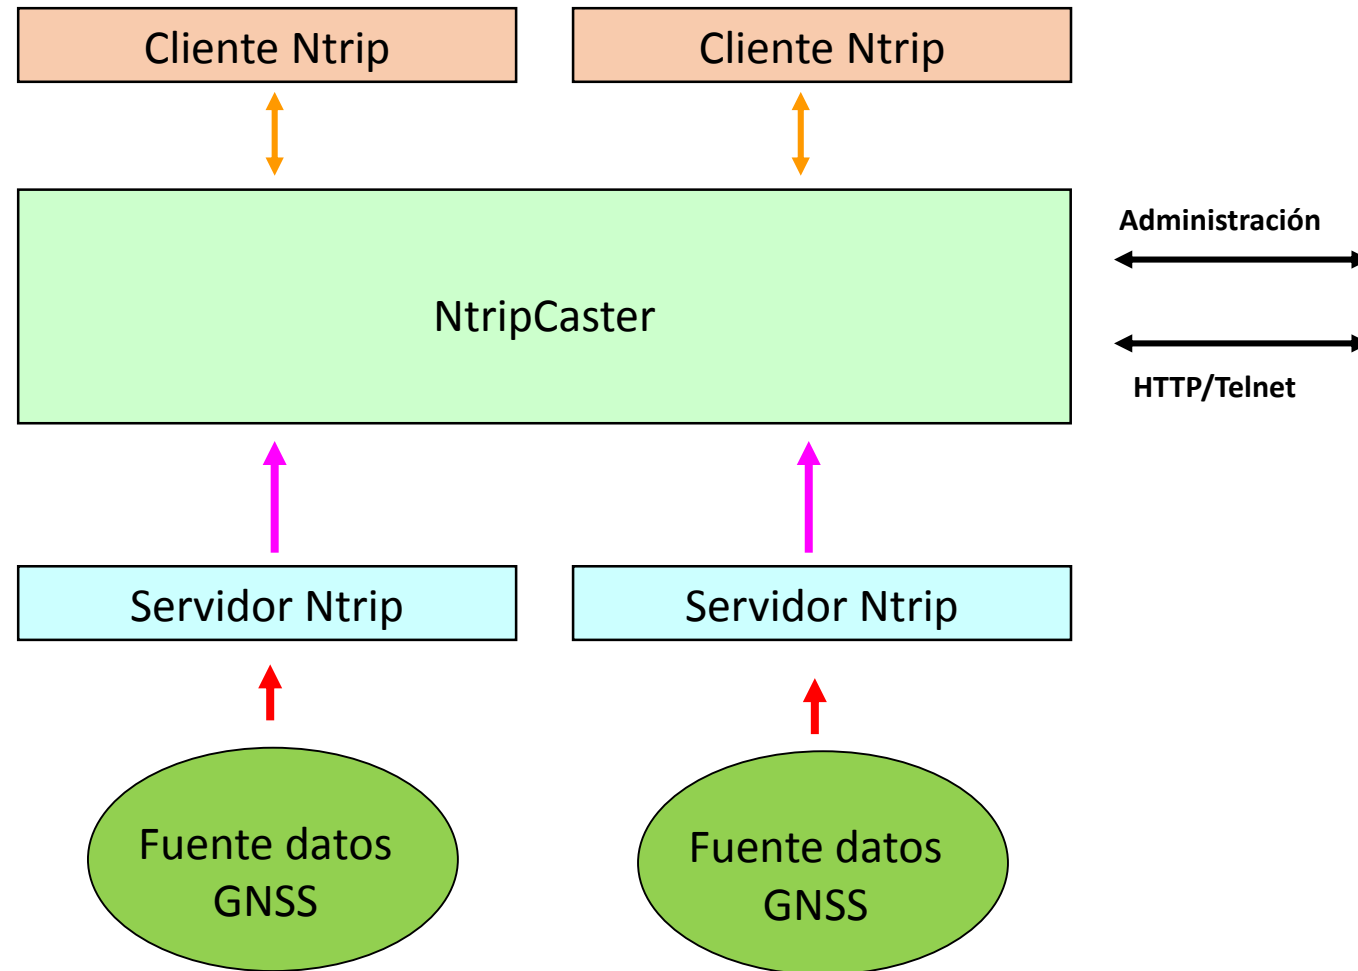 Cliente Ntrip
Cliente Ntrip
Administración
NtripCaster
HTTP/Telnet
Servidor Ntrip
Servidor Ntrip
Fuente datos
GNSS
Fuente datos
GNSS